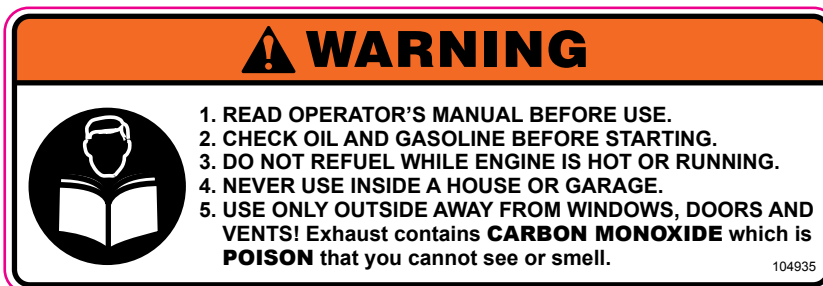 WARNING
1. READ OPERATOR'S MANUAL BEFORE USE.
2. CHECK OIL AND GASOLINE BEFORE STARTING.
3. DO NOT REFUEL WHILE ENGINE IS HOT OR RUNNING.
4. NEVER USE INSIDE A HOUSE OR GARAGE.
5. USE ONLY OUTSIDE AWAY FROM WINDOWS, DOORS AND
VENTS! Exhaust contains CARBON MONOXIDE which is
POISON that you cannot see or smell.
104935